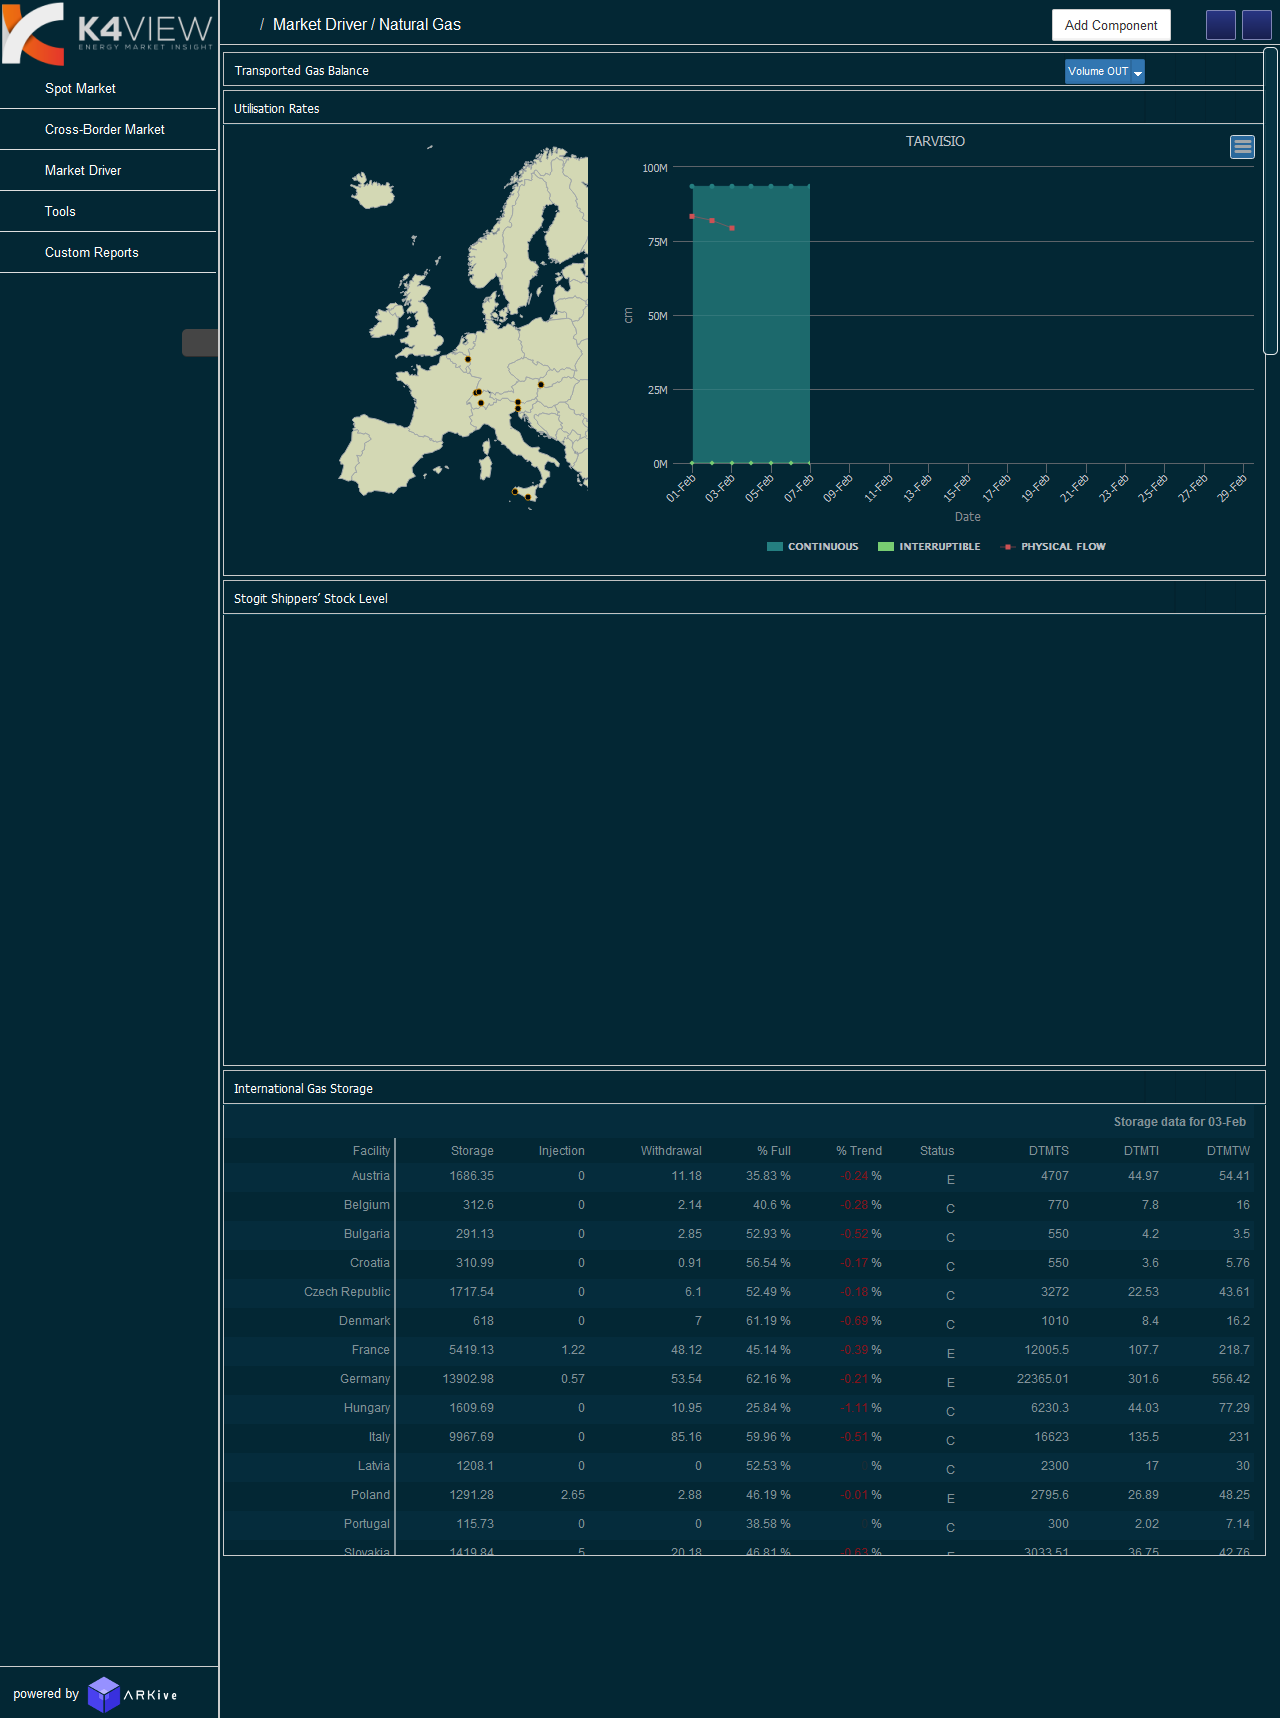 K4VIEW
ENERGY MARKET INSIGHT
/ Market Driver / Natural Gas
Add Component
Spot Market
Cross-Border Market
Market Driver
Tools
Custom Reports
Transported Gas Balance
Volume OUT
Utilisation Rates
TARVISIO
100M
75M
50M
25M
0M
cm
01-Feb 03-Feb 05-Feb 07-Feb 09-Feb 11-Feb 13-Feb 15-Feb 17-Feb 19-Feb 21-Feb 23-Feb 25-Feb 27-Feb 29-Feb
Date
CONTINUOUS INTERRUPTIBLE PHYSICAL FLOW
Stogit Shippers' Stock Level
International Gas Storage
Storage data for 03-Feb
Facility Storage Injection Withdrawal % Full % Trend Status DTMTS DTMTI DTMTW
Austria 1686.35 0 11.18 35.83 % -0.24 % E 4707 44.97 54.41
Belgium 312.6 0 2.14 40.6 % -0.28 % C 770 7.8 16
Bulgaria 291.13 0 2.85 52.93 % -0.52 % C 550 4.2 3.5
Croatia 310.99 0 0.91 56.54 % -0.17 % C 550 3.6 5.76
Czech Republic 1717.54 0 6.1 52.49 % -0.18 % C 3272 22.53 43.61
Denmark 618 0 7 61.19 % -0.69 % C 1010 8.4 16.2
France 5419.13 1.22 48.12 45.14 % -0.39 % E 12005.5 107.7 218.7
Germany 13902.98 0.57 53.54 62.16 % -0.21 % E 22365.01 301.6 556.42
Hungary 1609.69 0 10.95 25.84 % -1.11 % C 6230.3 44.03 77.29
Italy 9967.69 0 85.16 59.96 % -0.51 % C 16623 135.5 231
Latvia 1208.1 0 0 52.53 % 0 % C 2300 17 30
Poland 1291.28 2.65 2.88 46.19 % -0.01 % E 2795.6 26.89 48.25
Portugal 115.73 0 0 38.58 % 0 % C 300 2.02 7.14
Slovakia 1419.84 5 20.18 46.81 % -0.63 % E 3033.51 36.75 42.76
powered by ARKive